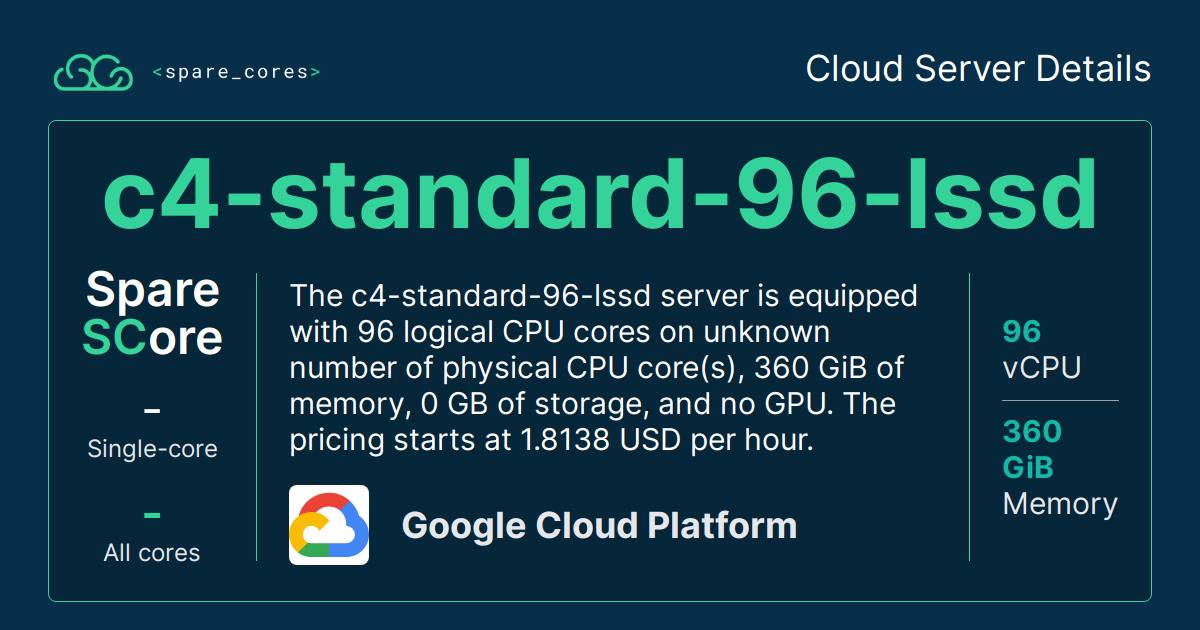 <spare_cores>
Cloud Server Details
c4-standard-96-lssd
Spare
SCore
–
Single-core
–
All cores
The c4-standard-96-lssd server is equipped
with 96 logical CPU cores on unknown
number of physical CPU core(s), 360 GiB of
memory, 0 GB of storage, and no GPU. The
pricing starts at 1.8138 USD per hour.
Google Cloud Platform
96
vCPU
360
GiB
Memory